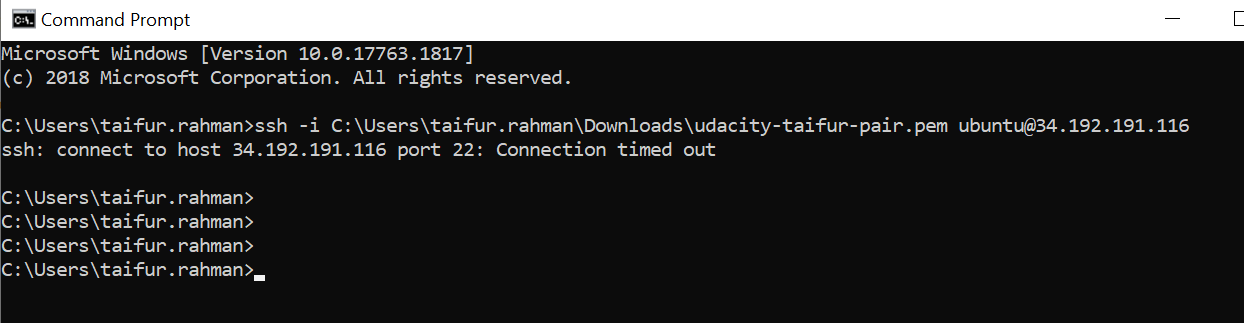 Command Prompt
Microsoft Windows [Version 10.0.17763.1817]
(c) 2018 Microsoft Corporation. All rights reserved.
C:\Users\taifur.rahman>ssh -i C:\Users\taifur.rahman\Downloads\udacity-taifur-pair.pem ubuntu@34.192.191.116
ssh: connect to host 34.192.191.116 port 22: Connection timed out
C:\Users\taifur.rahman>
C:\Users\taifur.rahman>
C:\Users\taifur.rahman>
C:\Users\taifur.rahman>